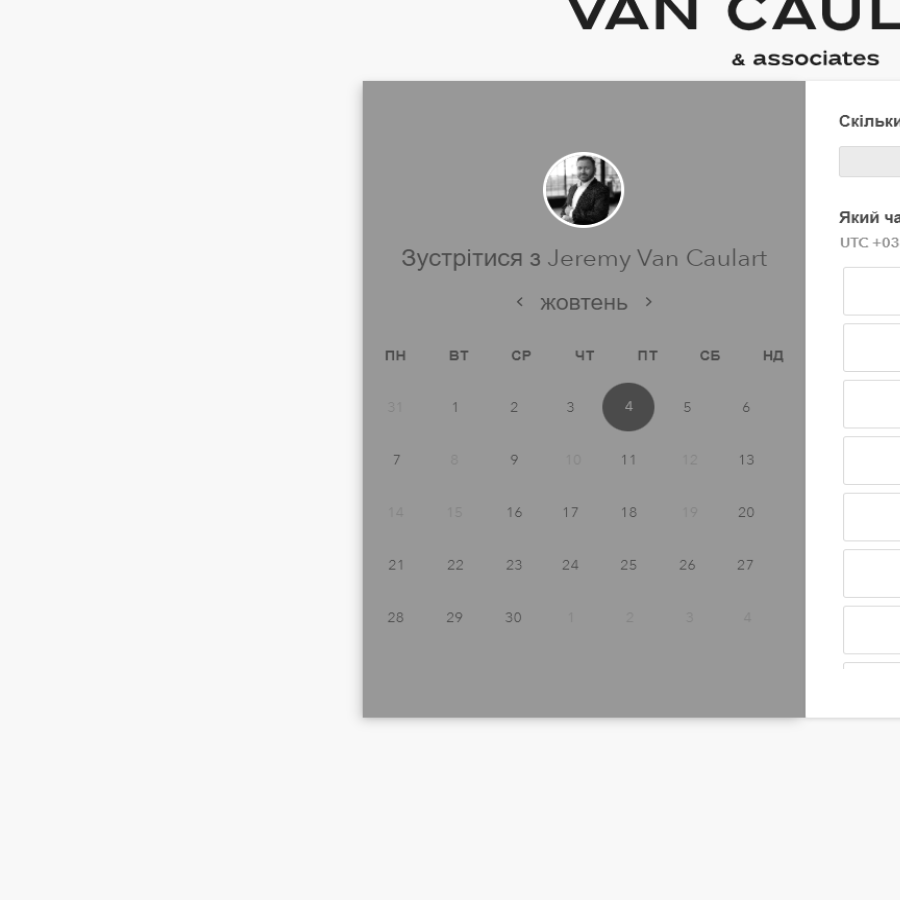 VAN CAUL
& associates
Зустрітися з Jeremy Van Caulart
жовтень
ПН ВТ СР ЧТ ПТ СБ НД
31 1 2 3 4 5 6
7 8 9 10 11 12 13
14 15 16 17 18 19 20
21 22 23 24 25 26 27
28 29 30 1 2 3 4
Скільки
Який ча
UTC +03